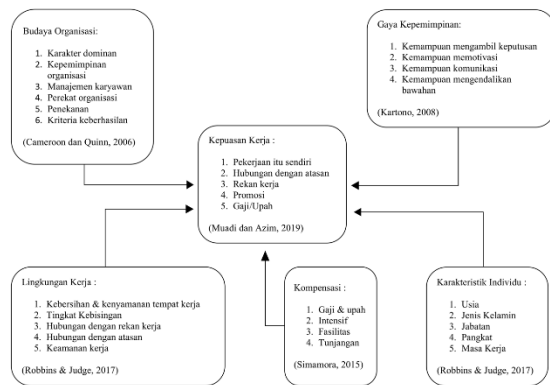 Budaya Organisasi:
1. Karakter dominan
2. Kepemimpinan
organisasi
3. Manajemen karyawan
4. Perekat organisasi
5. Penekanan
6. Kriteria keberhasilan
(Cameroon dan Quinn, 2006)
Gaya Kepemimpinan:
1. Kemampuan mengambil keputusan
2. Kemampuan memotivasi
3. Kemampuan komunikasi
4. Kemampuan mengendalikan
bawahan
(Kartono, 2008)
Kepuasan Kerja :
1. Pekerjaan itu sendiri
2. Hubungan dengan atasan
3. Rekan kerja
4. Promosi
5. Gaji/Upah
(Muadi dan Azim, 2019)
Lingkungan Kerja :
1. Kebersihan & kenyamanan tempat kerja
2. Tingkat Kebisingan
3. Hubungan dengan rekan kerja
4. Hubungan dengan atasan
5. Keamanan kerja
(Robbins & Judge, 2017)
Kompensasi :
1. Gaji & upah
2. Intensif
3. Fasilitas
4. Tunjangan
(Simamora, 2015)
Karakteristik Individu :
1. Usia
2. Jenis Kelamin
3. Jabatan
4. Pangkat
5. Masa Kerja
(Robbins & Judge, 2017)